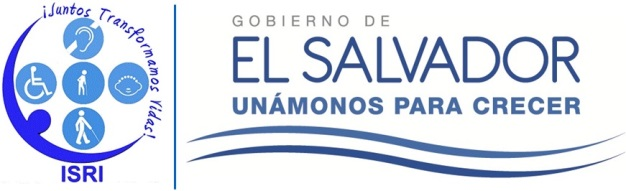 ¡Juntos Transformamos Vidas!
ISRI
GOBIERNO DE
EL SALVADOR
UNÁMONOS PARA CRECER